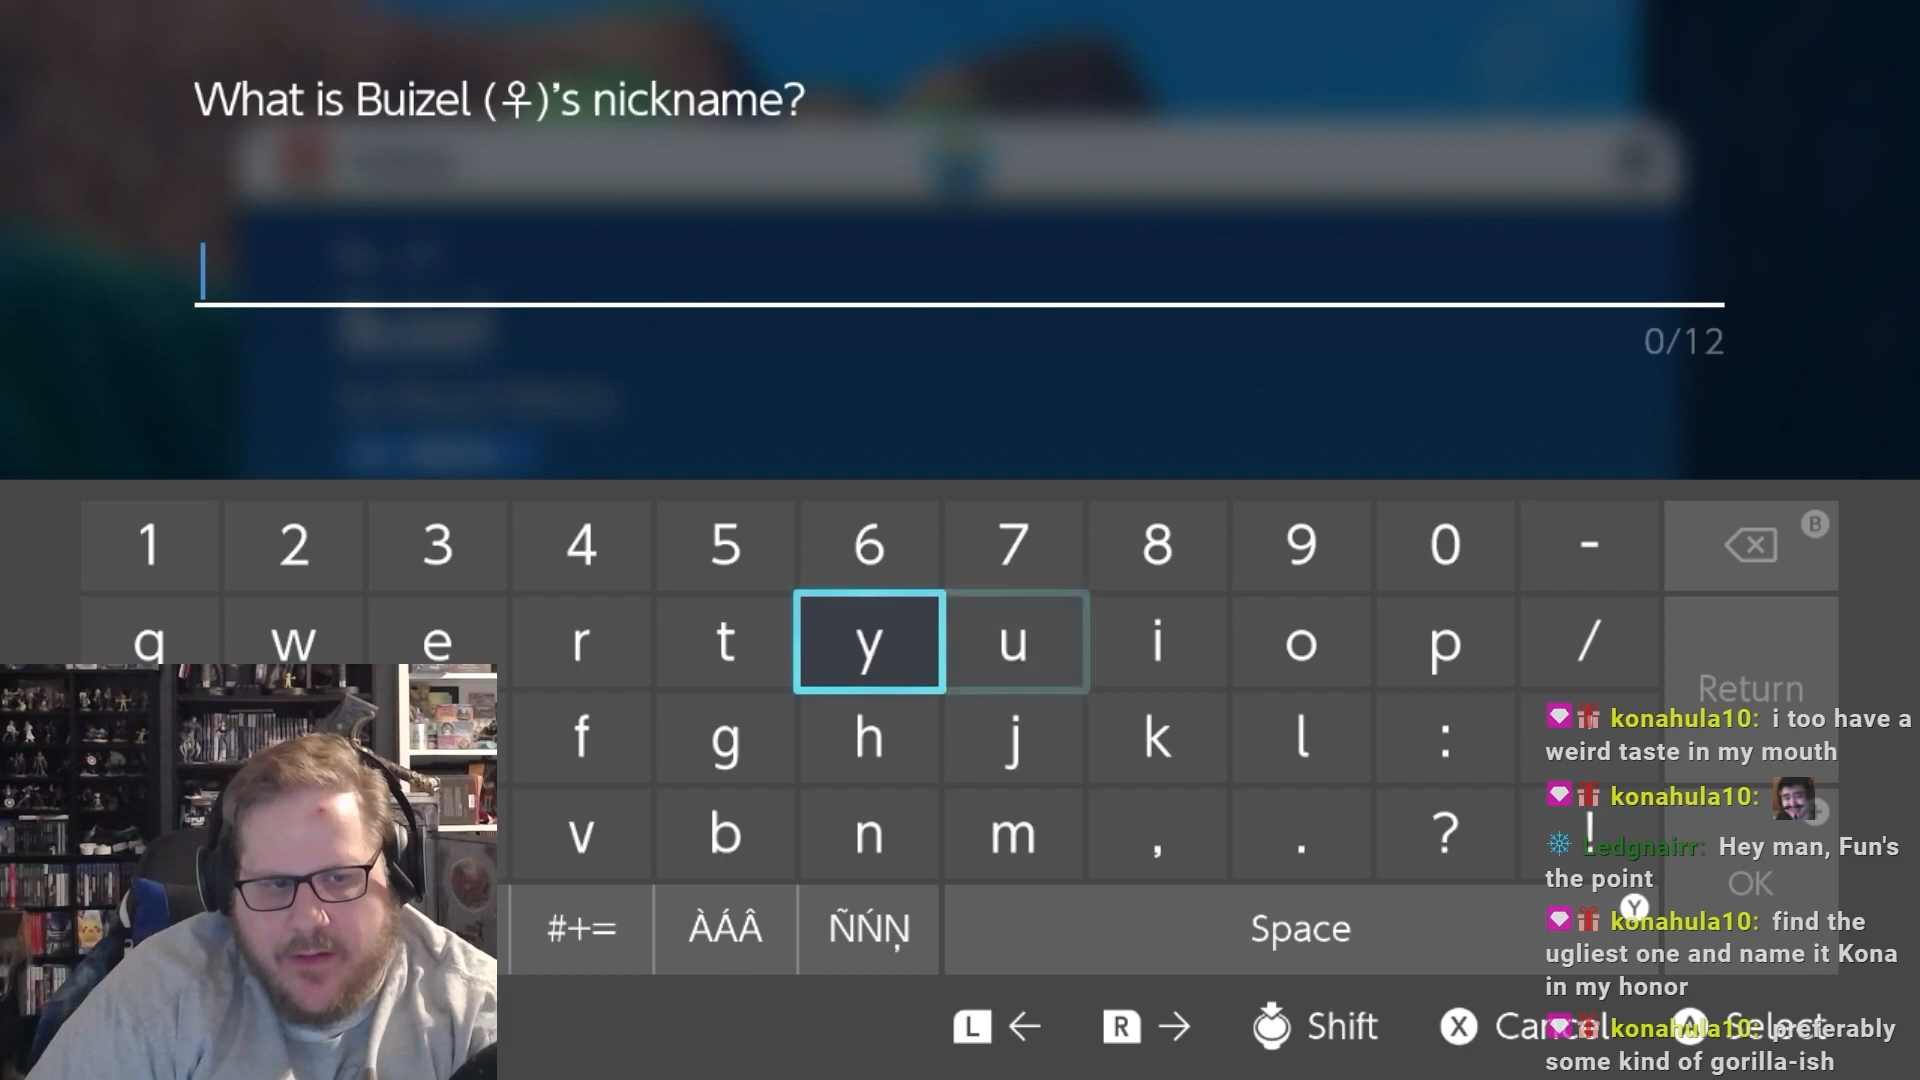 What is Buizel (♀)'s nickname?
0/12
1 2 3 4 5 6 7 8 9 0 -
B
q w e r t y u i o p /
Return
f g h j k l :
v b n m , . ? !
OK
#+= ÀÁÂ ÑŃŅ Space
Y
L ← R → Shift X Cancel A Select
konahula10: i too have a
weird taste in my mouth
konahula10:
Ledgnairr: Hey man, Fun's
the point
konahula10: find the
ugliest one and name it Kona
in my honor
konahula10: preferably
some kind of gorilla-ish